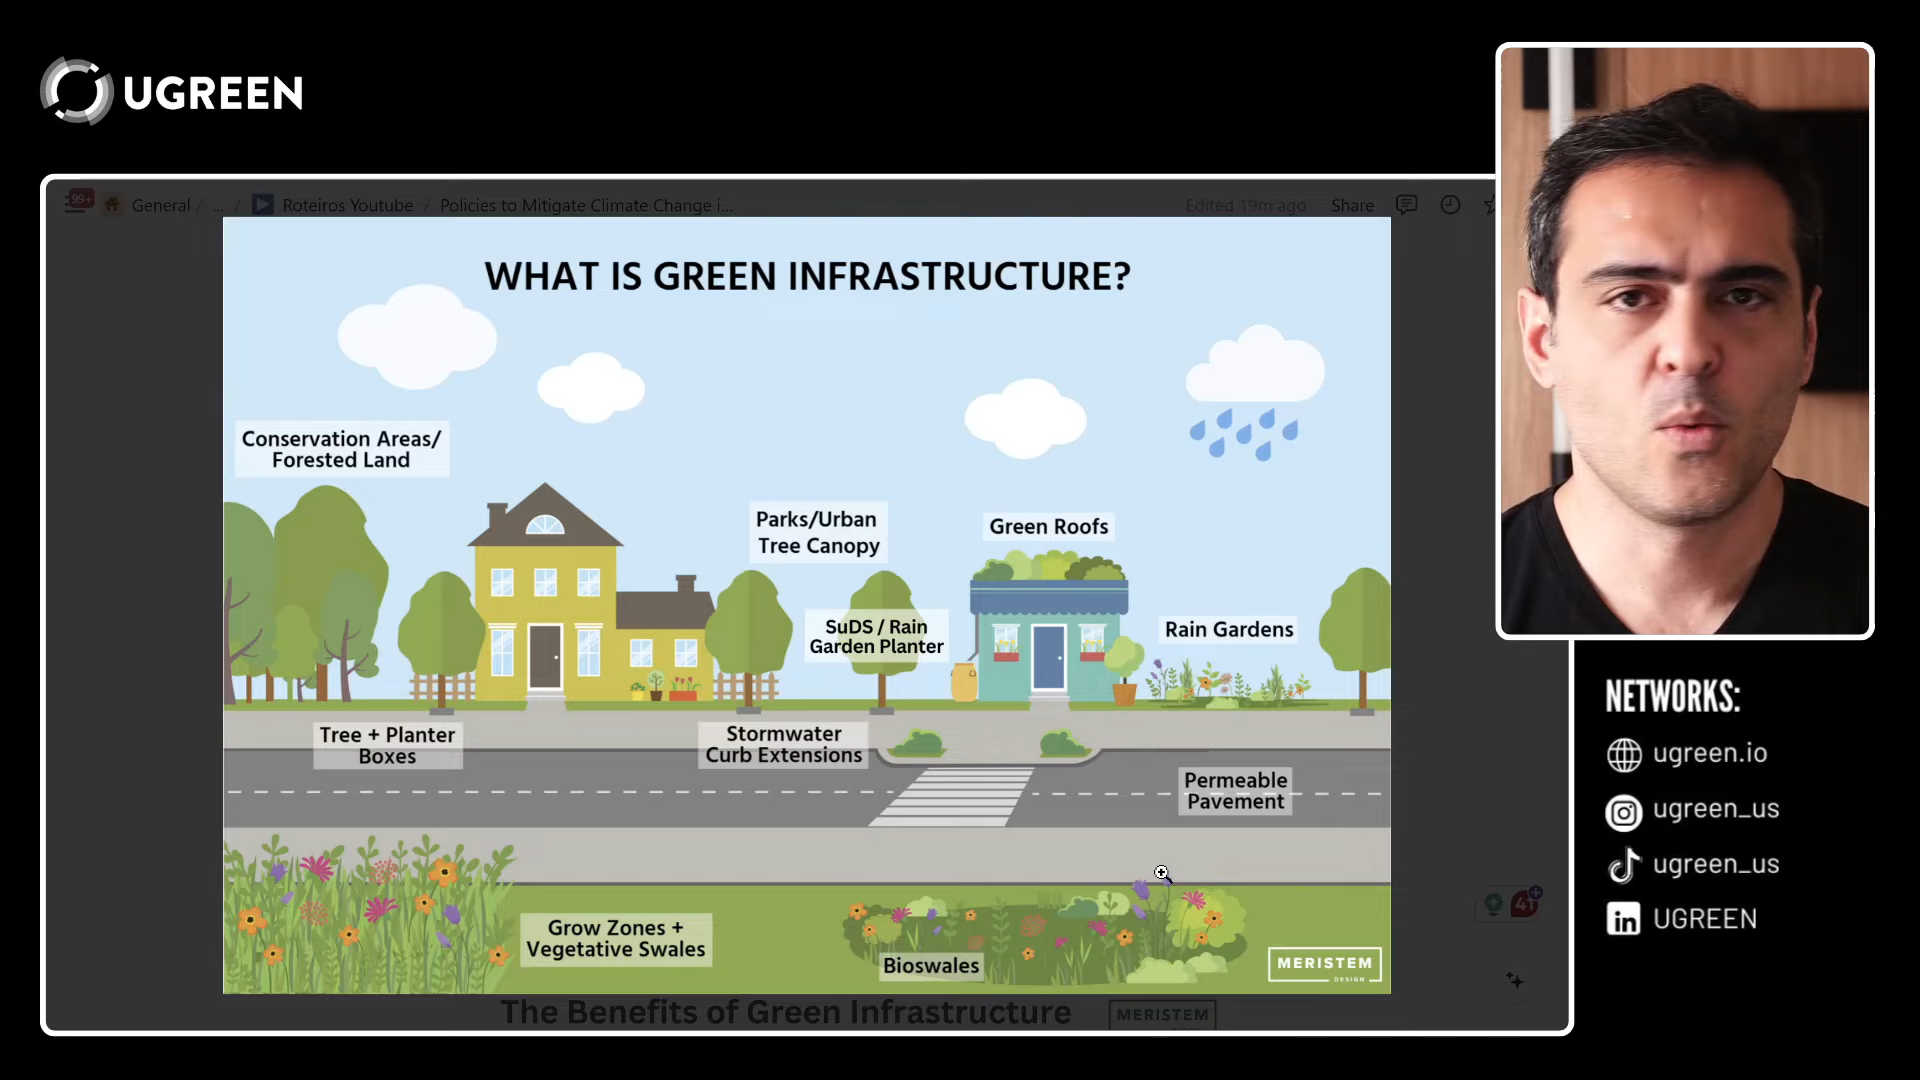 UGREEN
99+
General / ... / Roteiros Youtube / Policies to Mitigate Climate Change i...
Edited 19m ago Share
WHAT IS GREEN INFRASTRUCTURE?
Conservation Areas/
Forested Land
Parks/Urban
Tree Canopy
Green Roofs
SuDS / Rain
Garden Planter
Rain Gardens
Tree + Planter
Boxes
Stormwater
Curb Extensions
Permeable
Pavement
Grow Zones +
Vegetative Swales
Bioswales
MERISTEM
DESIGN
The Benefits of Green Infrastructure
MERISTEM
NETWORKS:
ugreen.io
ugreen_us
ugreen_us
UGREEN